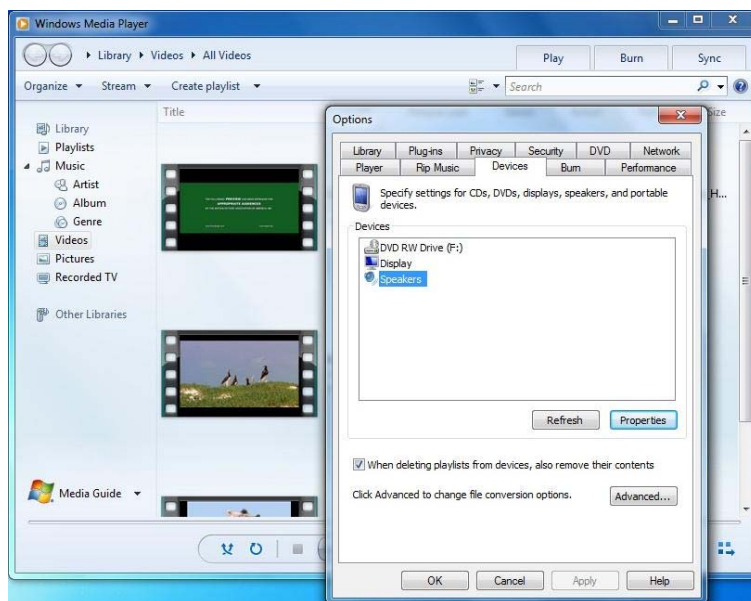 Windows Media Player
Library Videos All Videos
Play Burn Sync
Organize Stream Create playlist
Search
Title
Size
Library
Playlists
Music
Artist
Album
Genre
Videos
Pictures
Recorded TV
Other Libraries
Media Guide
H...
Options
Library Plug-ins Privacy Security DVD Network
Player Rip Music Devices Burn Performance
Specify settings for CDs, DVDs, displays, speakers, and portable
devices.
Devices
DVD RW Drive (F:)
Display
Speakers
Refresh Properties
When deleting playlists from devices, also remove their contents
Click Advanced to change file conversion options. Advanced...
OK Cancel Apply Help